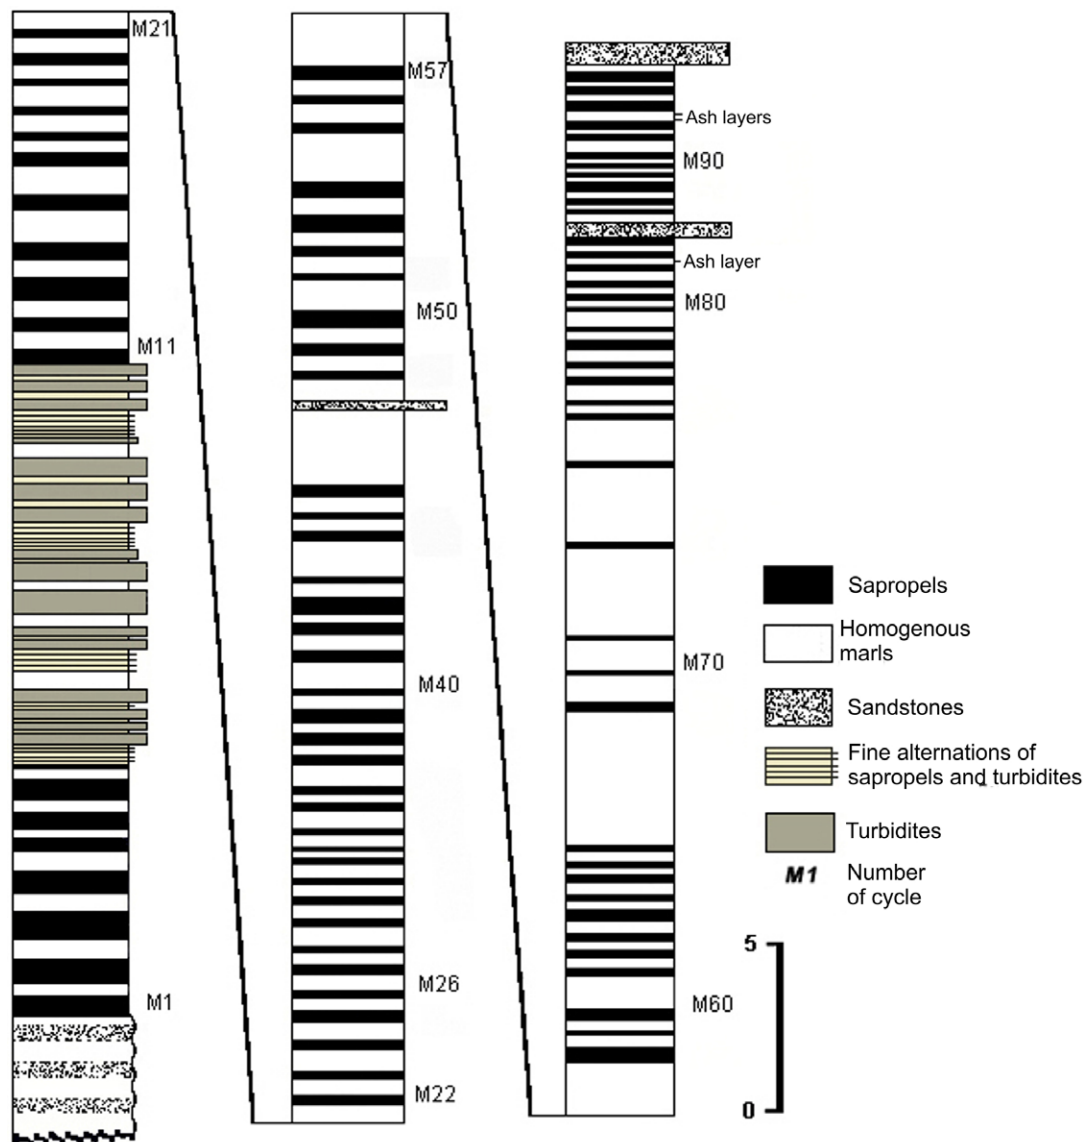 M21
M11
M1
M57
M50
M40
M26
M22
Ash layers
M90
Ash layer
M80
M70
M60
Sapropels
Homogenous
marls
Sandstones
Fine alternations of
sapropels and turbidites
Turbidites
M1 Number
of cycle
5
0